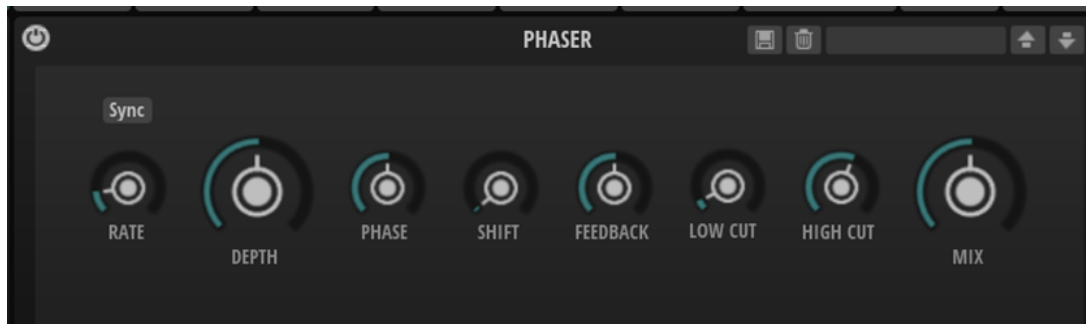 PHASER
Sync
RATE
DEPTH
PHASE
SHIFT
FEEDBACK
LOW CUT
HIGH CUT
MIX